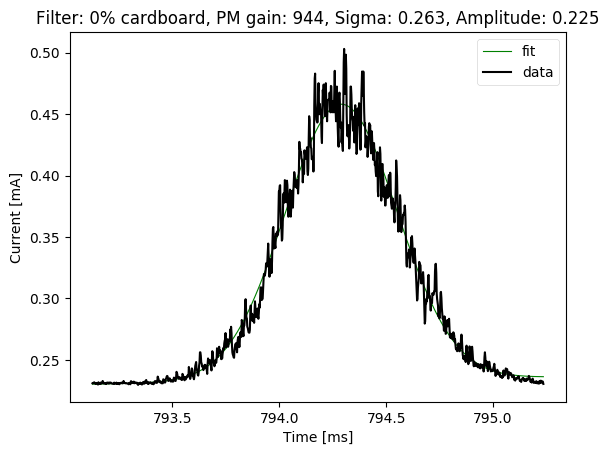 Filter: 0% cardboard, PM gain: 944, Sigma: 0.263, Amplitude: 0.225
fit
data
0.50
0.45
0.40
0.35
0.30
0.25
Current [mA]
793.5 794.0 794.5 795.0
Time [ms]